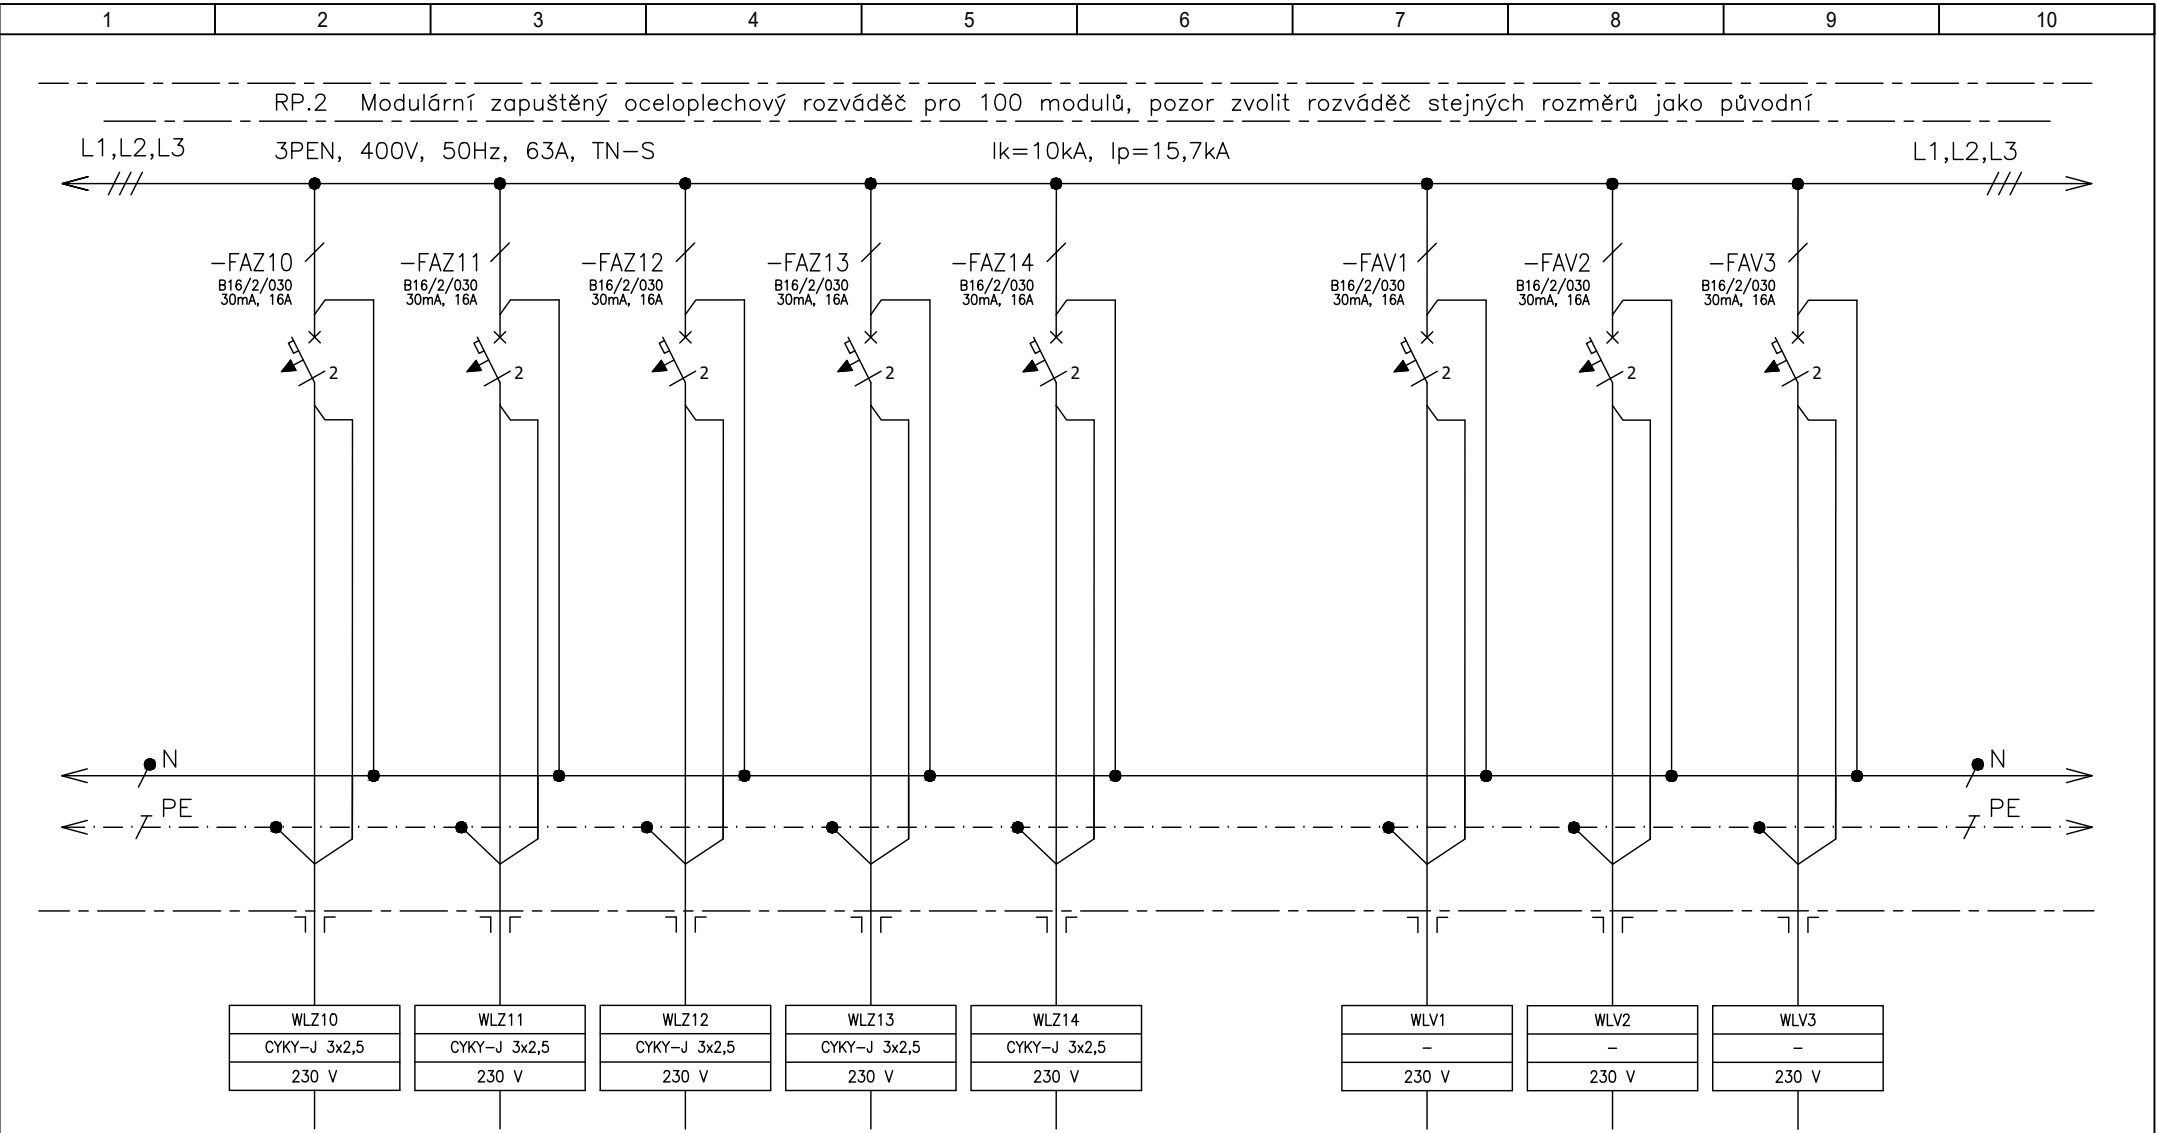 1 2 3 4 5 6 7 8 9 10
RP.2 Modulární zapuštěný oceloplechový rozváděč pro 100 modulů, pozor zvolit rozváděč stejných rozměrů jako původní
L1,L2,L3 3PEN, 400V, 50Hz, 63A, TN-S Ik=10kA, Ip=15,7kA L1,L2,L3
-FAZ10 -FAZ11 -FAZ12 -FAZ13 -FAZ14 -FAV1 -FAV2 -FAV3
B16/2/030 B16/2/030 B16/2/030 B16/2/030 B16/2/030 B16/2/030 B16/2/030 B16/2/030
30mA, 16A 30mA, 16A 30mA, 16A 30mA, 16A 30mA, 16A 30mA, 16A 30mA, 16A 30mA, 16A
2 2 2 2 2 2 2 2
N N
PE PE
WLZ10 WLZ11 WLZ12 WLZ13 WLZ14 WLV1 WLV2 WLV3
CYKY-J 3x2,5 CYKY-J 3x2,5 CYKY-J 3x2,5 CYKY-J 3x2,5 CYKY-J 3x2,5 - - -
230 V 230 V 230 V 230 V 230 V 230 V 230 V 230 V